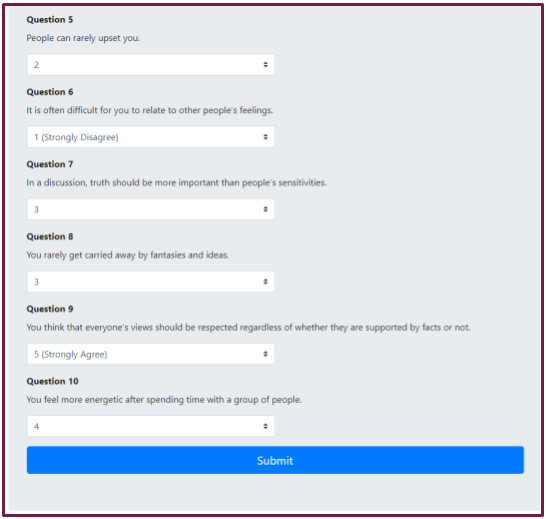 Question 5
People can rarely upset you.
2
Question 6
It is often difficult for you to relate to other people's feelings.
1 (Strongly Disagree)
Question 7
In a discussion, truth should be more important than people's sensitivities.
3
Question 8
You rarely get carried away by fantasies and ideas.
3
Question 9
You think that everyone's views should be respected regardless of whether they are supported by facts or not.
5 (Strongly Agree)
Question 10
You feel more energetic after spending time with a group of people.
4
Submit